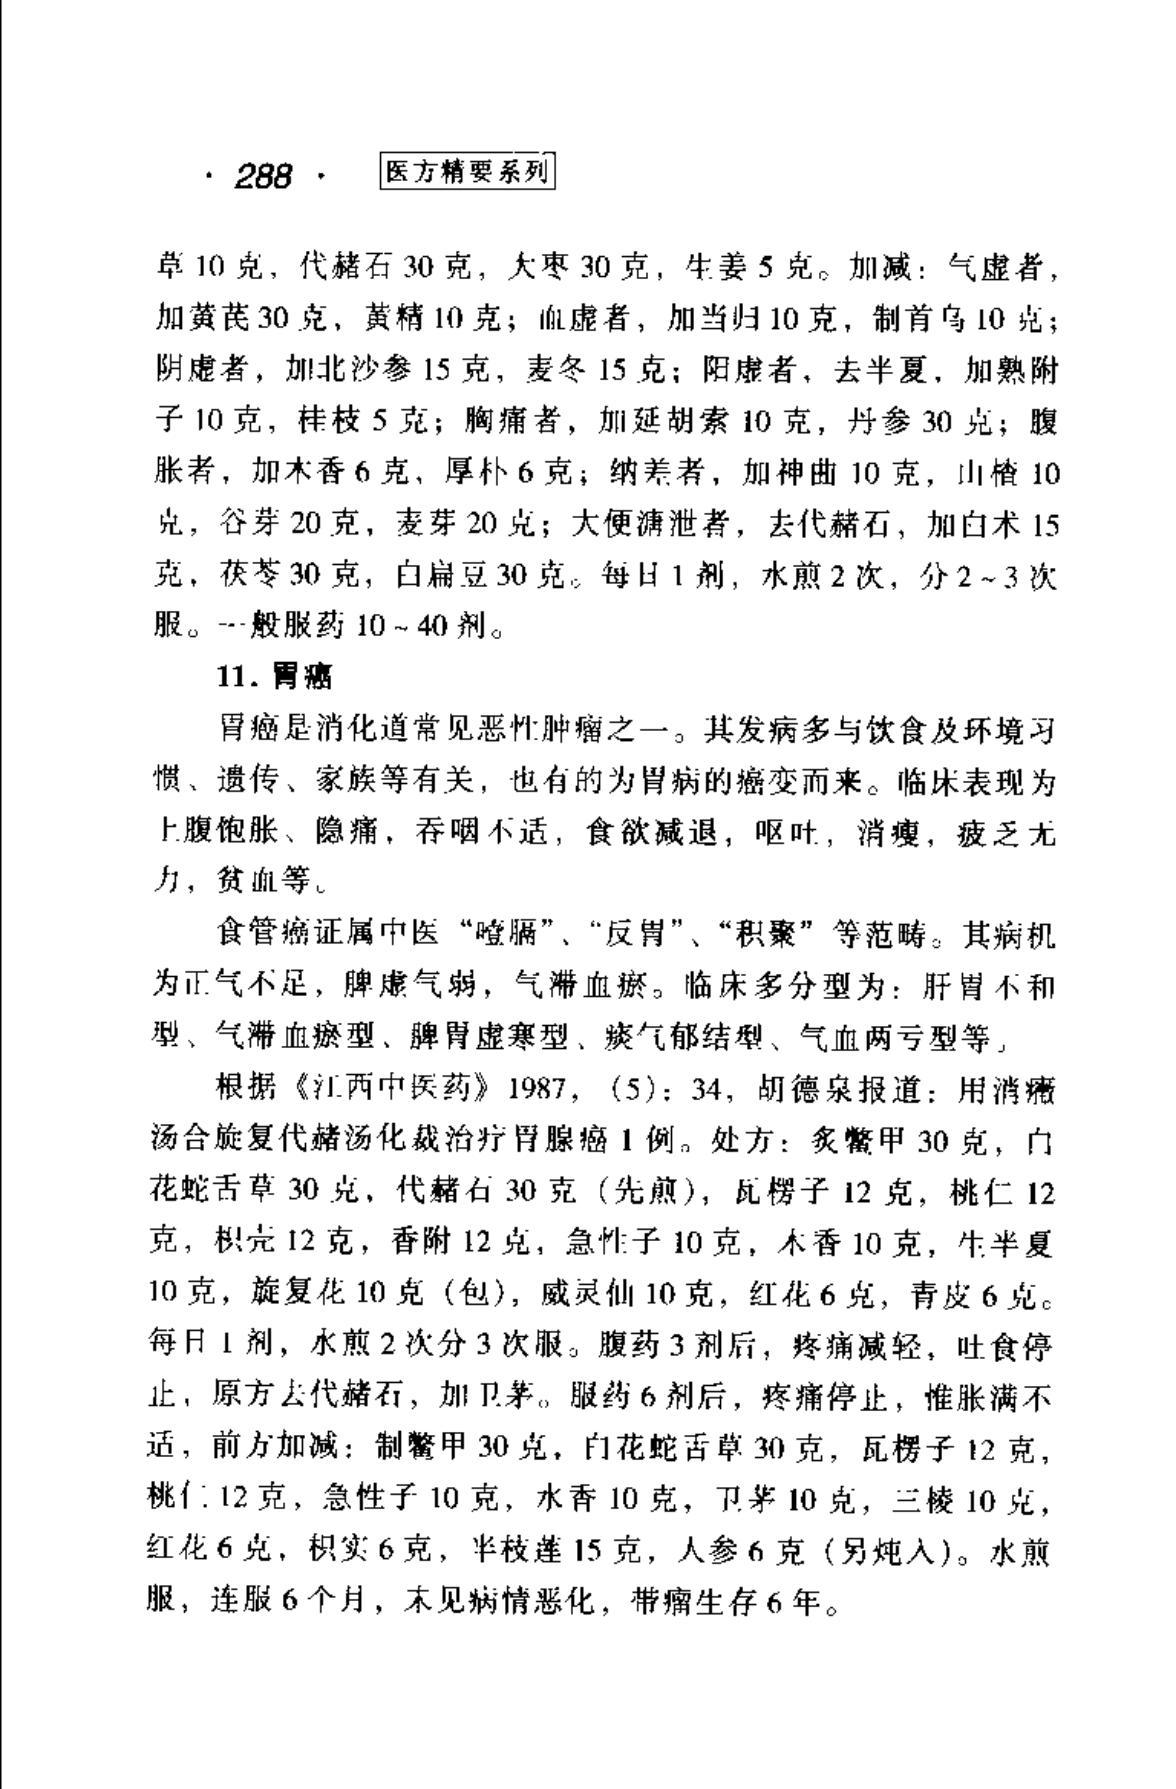 · 288 · 医方精要系列
草 10 克，代赭石 30 克，大枣 30 克，生姜 5 克。加减：气虚者，
加黄芪 30 克，黄精 10 克；血虚者，加当归 10 克，制首乌 10 克；
阴虚者，加北沙参 15 克，麦冬 15 克；阳虚者，去半夏，加熟附
子 10 克，桂枝 5 克；胸痛者，加延胡索 10 克，丹参 30 克；腹
胀者，加木香 6 克，厚朴 6 克；纳差者，加神曲 10 克，山楂 10
克，谷芽 20 克，麦芽 20 克；大便溏泄者，去代赭石，加白术 15
克，茯苓 30 克，白扁豆 30 克。每日 1 剂，水煎 2 次，分 2～3 次
服。一般服药 10～40 剂。
11. 胃癌
胃癌是消化道常见恶性肿瘤之一。其发病多与饮食及环境习
惯、遗传、家族等有关，也有的为胃病的癌变而来。临床表现为
上腹饱胀、隐痛，吞咽不适，食欲减退，呕吐，消瘦，疲乏无
力，贫血等。
食管癌证属中医“噎膈”、“反胃”、“积聚”等范畴。其病机
为正气不足，脾虚气弱，气滞血瘀。临床多分型为：肝胃不和
型、气滞血瘀型、脾胃虚寒型、痰气郁结型、气血两亏型等。
根据《江西中医药》1987，（5）：34，胡德泉报道：用消癥
汤合旋复代赭汤化裁治疗胃腺癌 1 例。处方：炙鳖甲 30 克，白
花蛇舌草 30 克，代赭石 30 克（先煎），瓦楞子 12 克，桃仁 12
克，枳壳 12 克，香附 12 克，急性子 10 克，木香 10 克，生半夏
10 克，旋复花 10 克（包），威灵仙 10 克，红花 6 克，青皮 6 克。
每日 1 剂，水煎 2 次分 3 次服。腹药 3 剂后，疼痛减轻，吐食停
止，原方去代赭石，加卫茅。服药 6 剂后，疼痛停止，惟胀满不
适，前方加减：制鳖甲 30 克，白花蛇舌草 30 克，瓦楞子 12 克，
桃仁 12 克，急性子 10 克，水香 10 克，卫茅 10 克，三棱 10 克，
红花 6 克，枳实 6 克，半枝莲 15 克，人参 6 克（另炖入）。水煎
服，连服 6 个月，未见病情恶化，带瘤生存 6 年。